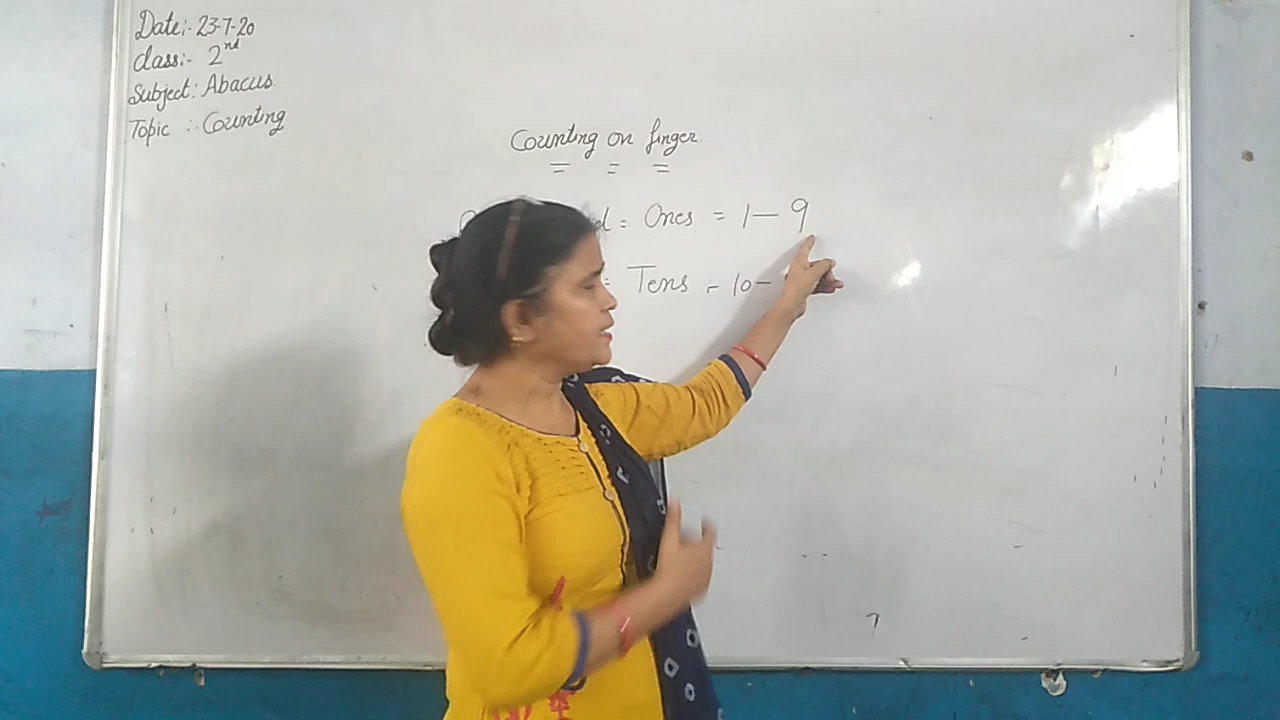 Date:- 23-7-20
Class:- 2nd
Subject: Abacus
Topic :- Counting
Counting on finger
= Ones = 1 — 9
= Tens = 10 —